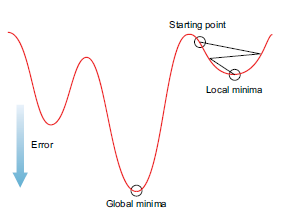 Starting point
Local minima
Error
Global minima